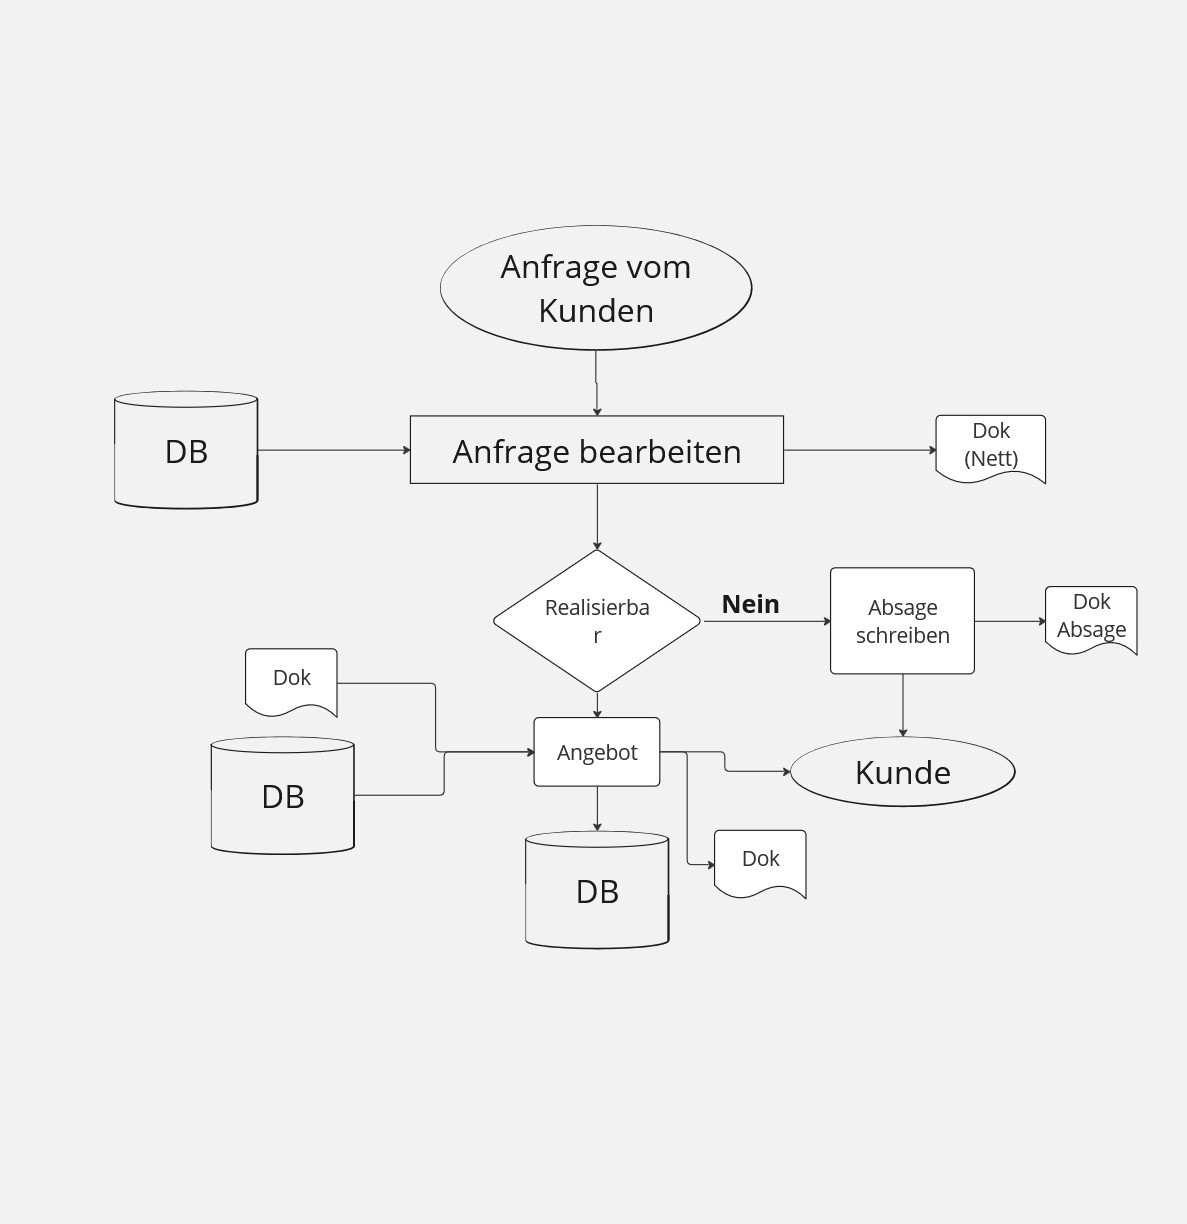 Anfrage vom
Kunden
DB
Anfrage bearbeiten
Dok
(Nett)
Realisierba
r
Nein
Absage
schreiben
Dok
Absage
Dok
DB
Angebot
Kunde
DB
Dok